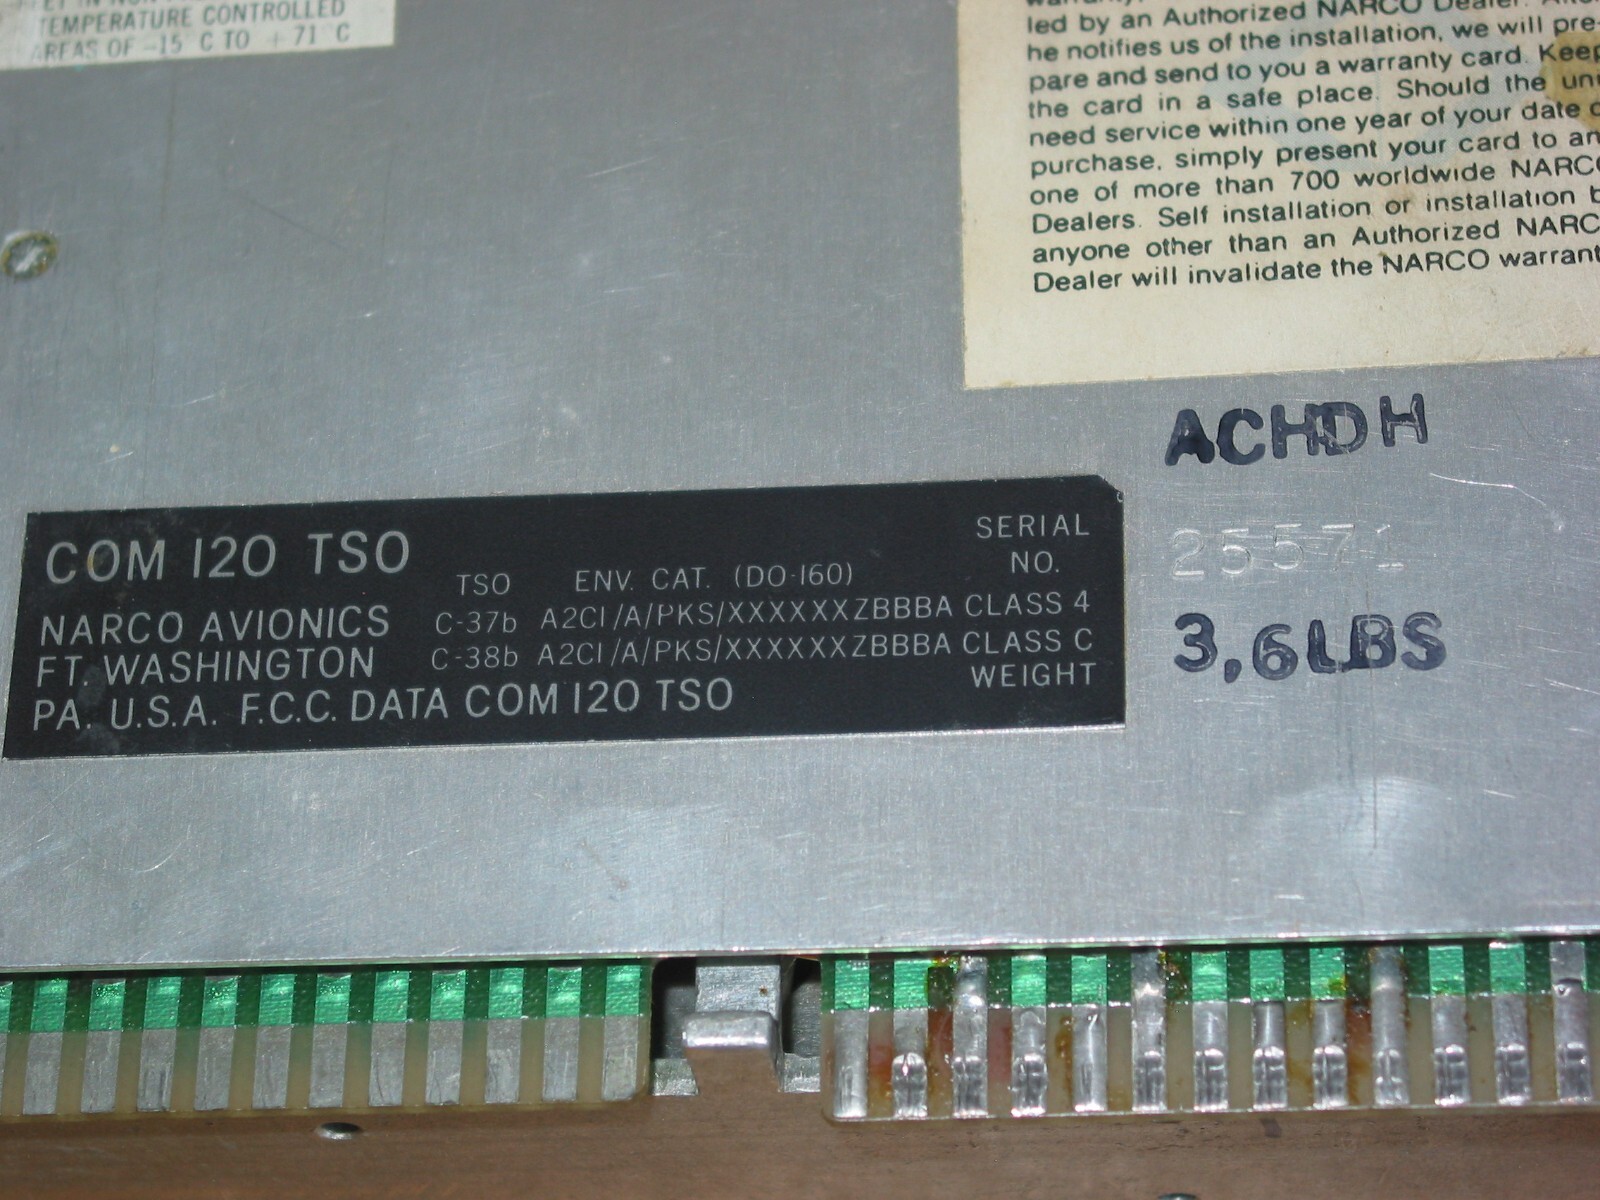 TEMPERATURE CONTROLLED
AREAS OF -15 C TO +71 C
led by an Authorized NARCO Dealer. After
he notifies us of the installation, we will pre-
pare and send to you a warranty card. Keep
the card in a safe place. Should the uni
need service within one year of your date o
purchase, simply present your card to an
one of more than 700 worldwide NARCO
Dealers. Self installation or installation b
anyone other than an Authorized NARC
Dealer will invalidate the NARCO warrant
ACHDH
COM 120 TSO
SERIAL
NO.
25571
TSO ENV. CAT. (DO-160)
NARCO AVIONICS C-37b A2C1/A/PKS/XXXXXXZBBBA CLASS 4
FT. WASHINGTON C-38b A2C1/A/PKS/XXXXXXZBBBA CLASS C
PA. U.S.A. F.C.C. DATA COM 120 TSO
WEIGHT
3,6LBS